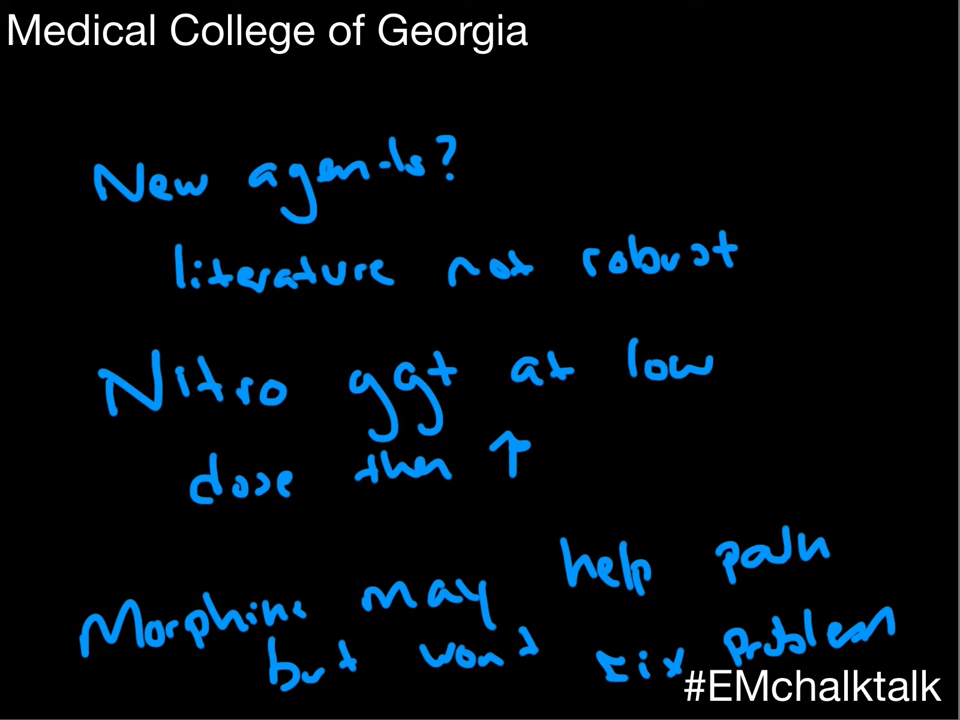 Medical College of Georgia
New agents?
literature not robust
Nitro ggt at low
dose then ↑
Morphine may help pain
but wont fix problem
#EMchalktalk